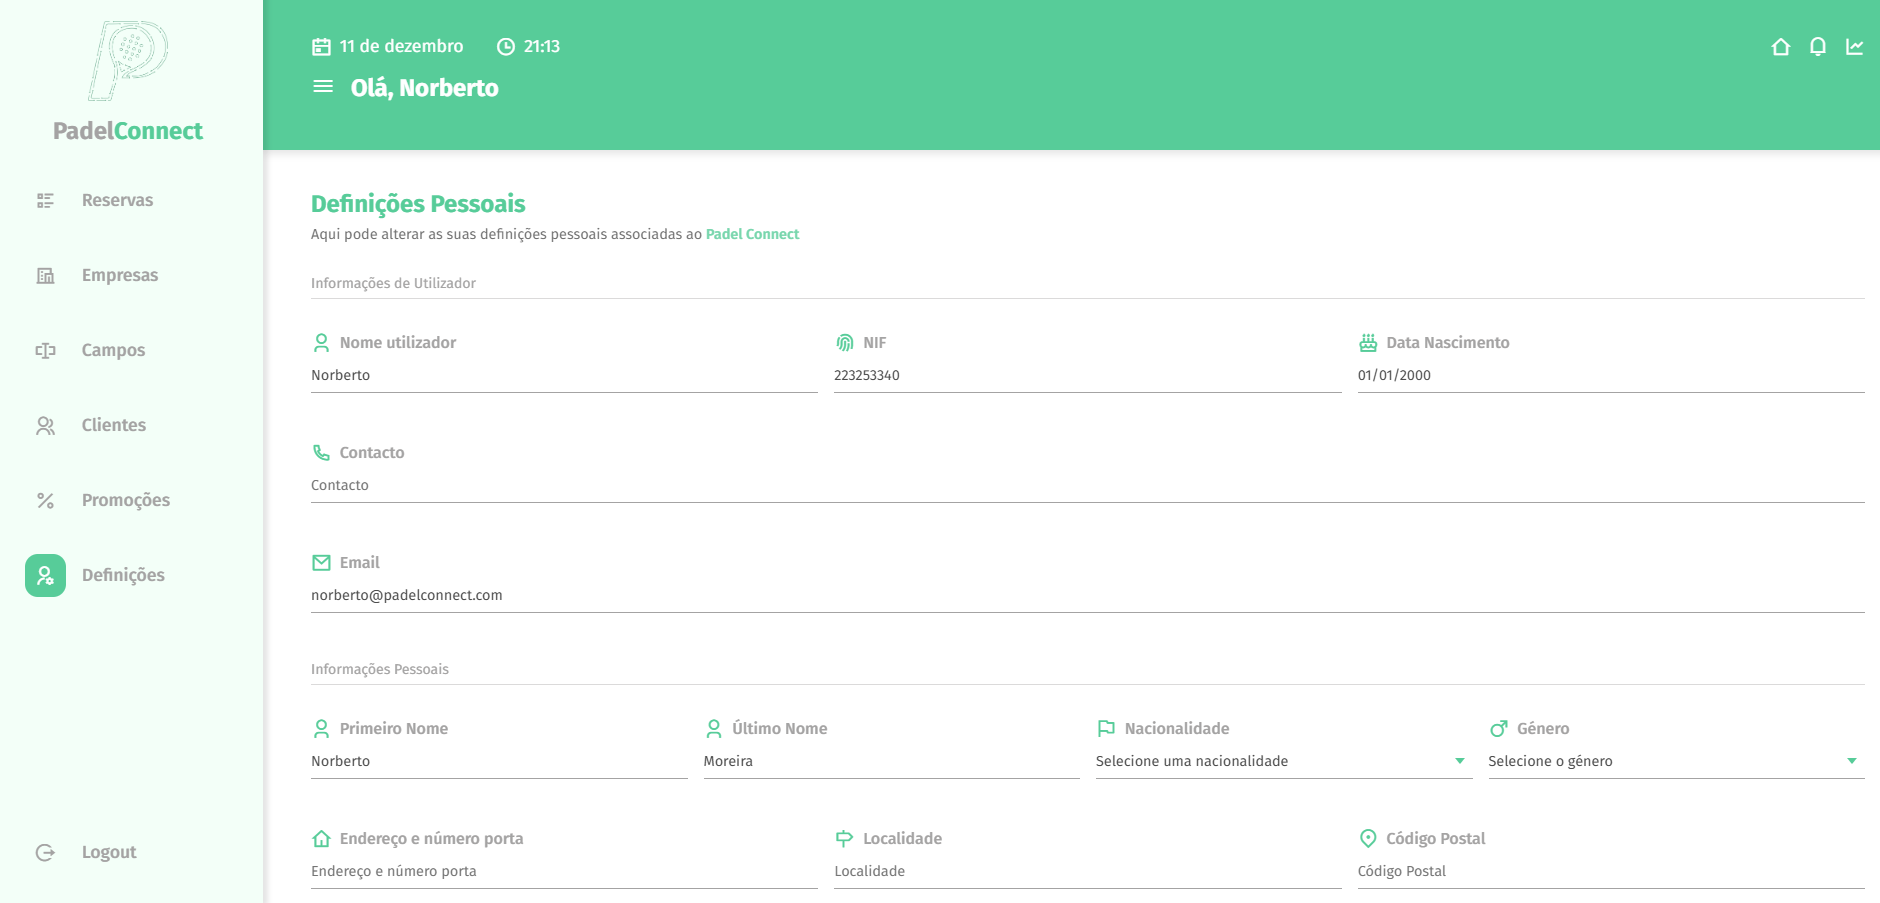 PadelConnect
Reservas
Empresas
Campos
Clientes
Promoções
Definições
Logout
11 de dezembro 21:13
Olá, Norberto
Definições Pessoais
Aqui pode alterar as suas definições pessoais associadas ao Padel Connect
Informações de Utilizador
Nome utilizador NIF Data Nascimento
Norberto 223253340 01/01/2000
Contacto
Contacto
Email
norberto@padelconnect.com
Informações Pessoais
Primeiro Nome Último Nome Nacionalidade Género
Norberto Moreira Selecione uma nacionalidade Selecione o género
Endereço e número porta Localidade Código Postal
Endereço e número porta Localidade Código Postal